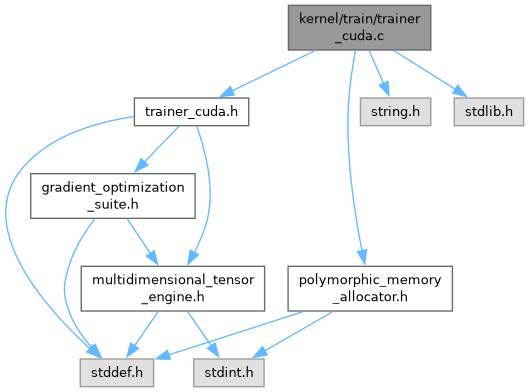 kernel/train/trainer
_cuda.c
trainer_cuda.h
string.h
stdlib.h
gradient_optimization
_suite.h
multidimensional_tensor
_engine.h
polymorphic_memory
_allocator.h
stddef.h
stdint.h